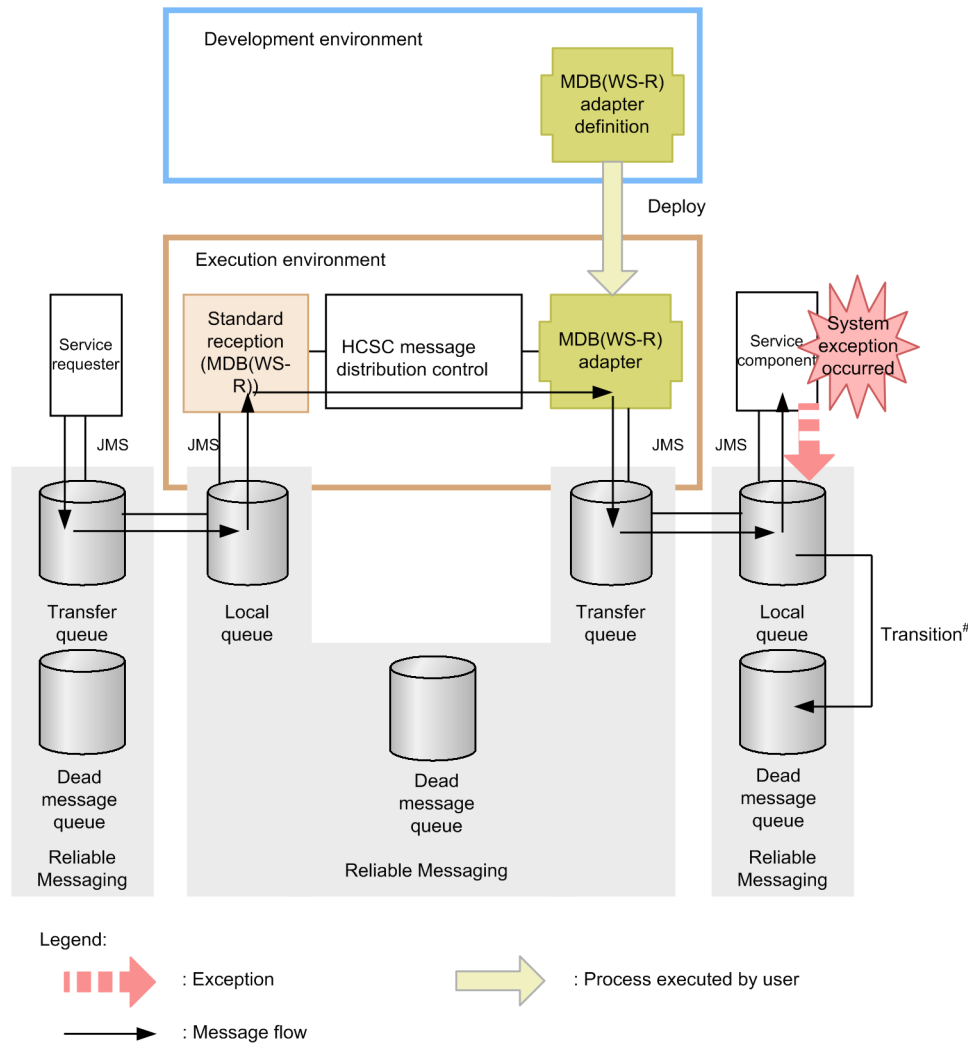 Development environment
MDB(WS-R)
adapter
definition
Deploy
Execution environment
Service
requester
Standard
reception
(MDB(WS-
R))
HCSC message
distribution control
MDB(WS-R)
adapter
Service
component
System
exception
occurred
JMS
JMS
JMS
JMS
Transfer
queue
Local
queue
Transfer
queue
Local
queue
Transition#
Dead
message
queue
Dead
message
queue
Dead
message
queue
Reliable
Messaging
Reliable Messaging
Reliable
Messaging
Legend:
: Exception
: Process executed by user
: Message flow